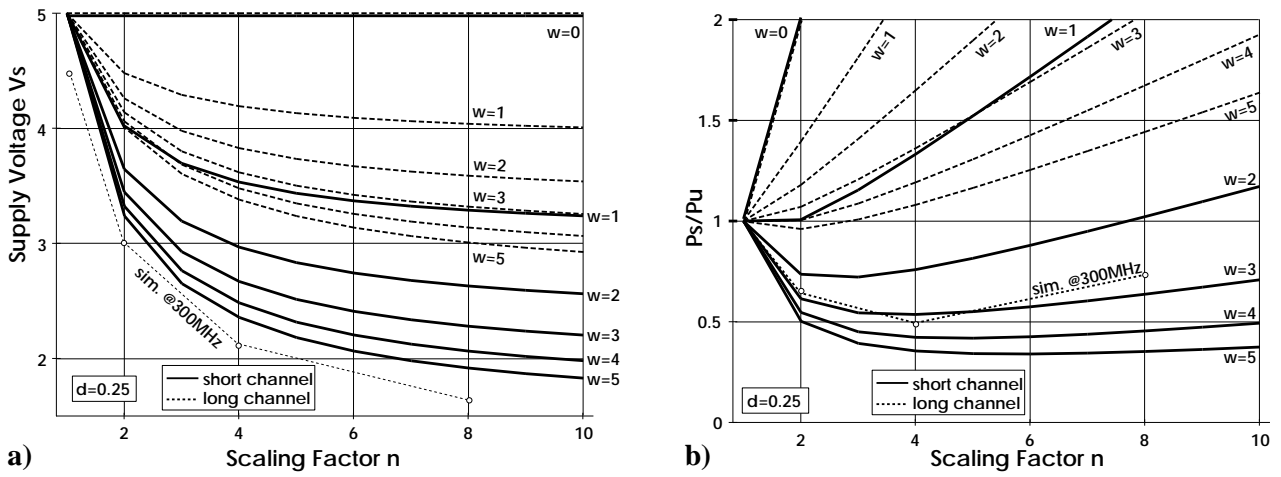 Supply Voltage Vs
5
4
3
2
w=0
w=1
w=2
w=3
w=1
w=5
w=2
w=3
w=4
w=5
sim. @300MHz
d=0.25
short channel
long channel
2
4
6
8
10
Scaling Factor n
a)
Ps/Pu
2
1.5
1
0.5
0
w=0
w=1
w=2
w=1
w=3
w=4
w=5
w=2
w=3
w=4
w=5
sim. @300MHz
d=0.25
short channel
long channel
2
4
6
8
10
Scaling Factor n
b)